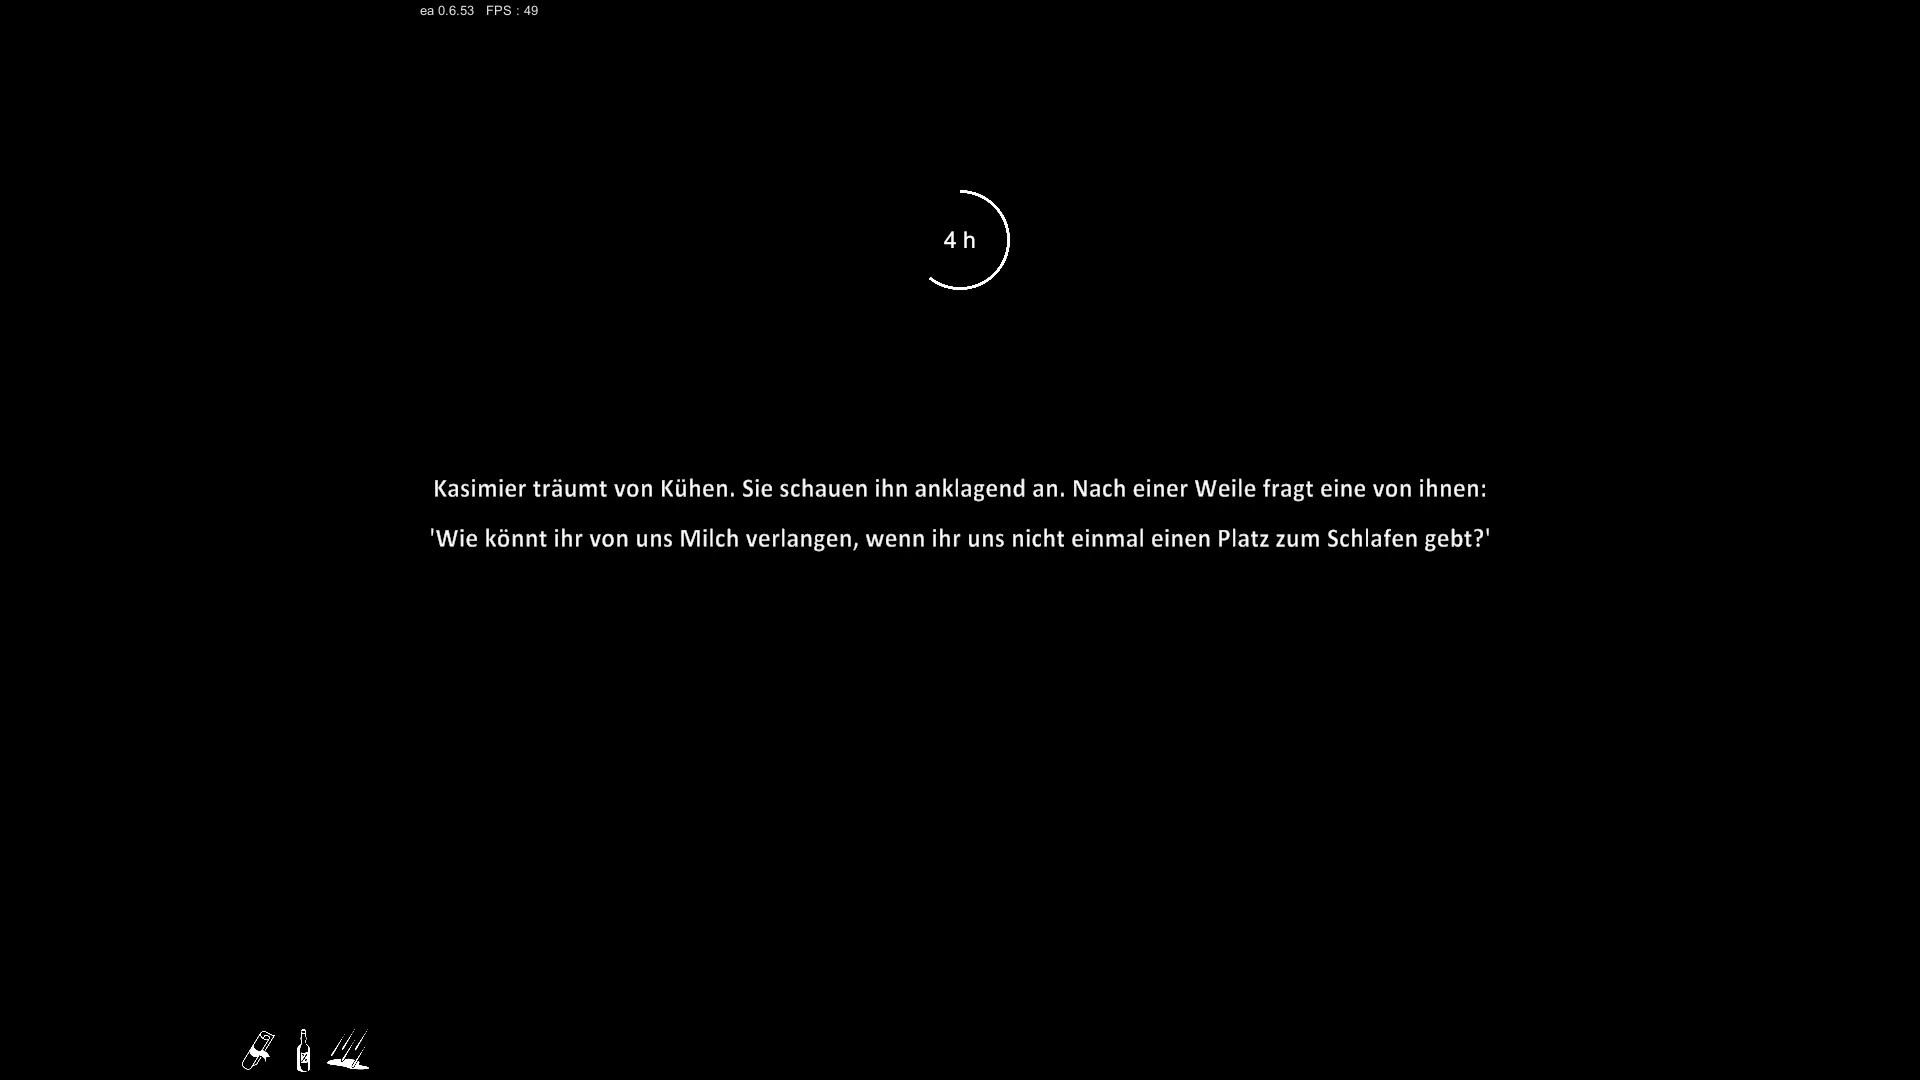 ea 0.6.53 FPS : 49
4 h
Kasimier träumt von Kühen. Sie schauen ihn anklagend an. Nach einer Weile fragt eine von ihnen:
'Wie könnt ihr von uns Milch verlangen, wenn ihr uns nicht einmal einen Platz zum Schlafen gebt?'